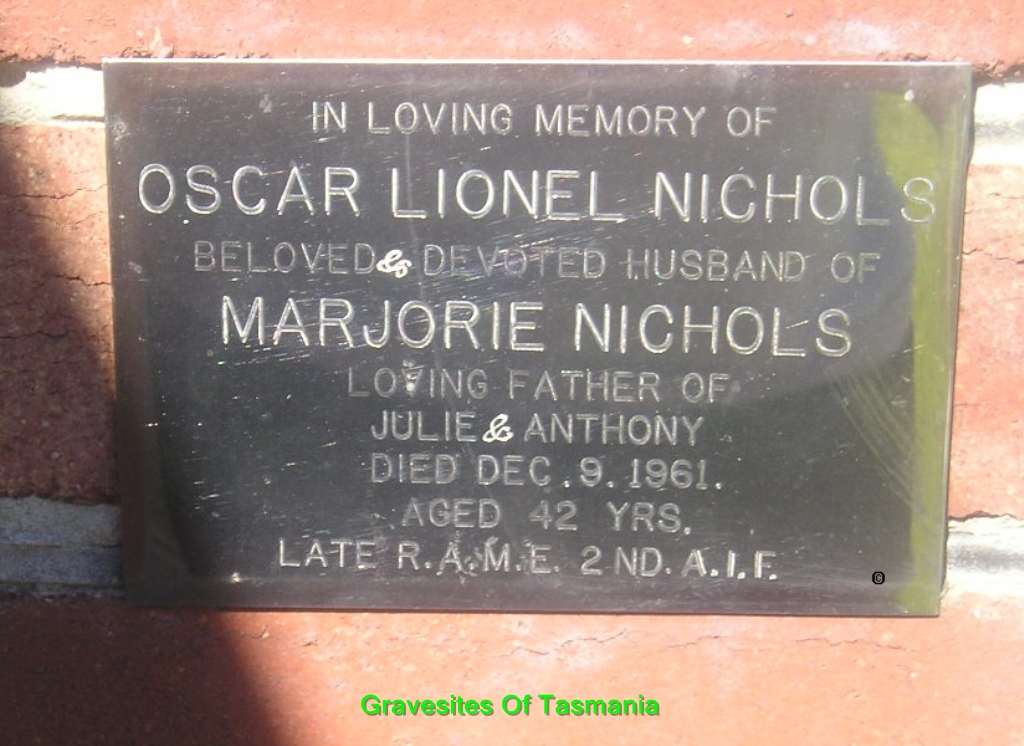 IN LOVING MEMORY OF
OSCAR LIONEL NICHOLS
BELOVED & DEVOTED HUSBAND OF
MARJORIE NICHOLS
LOVING FATHER OF
JULIE & ANTHONY
DIED DEC. 9. 1961.
AGED 42 YRS.
LATE R.A.M.E. 2ND. A.I.F.
©
Gravesites Of Tasmania